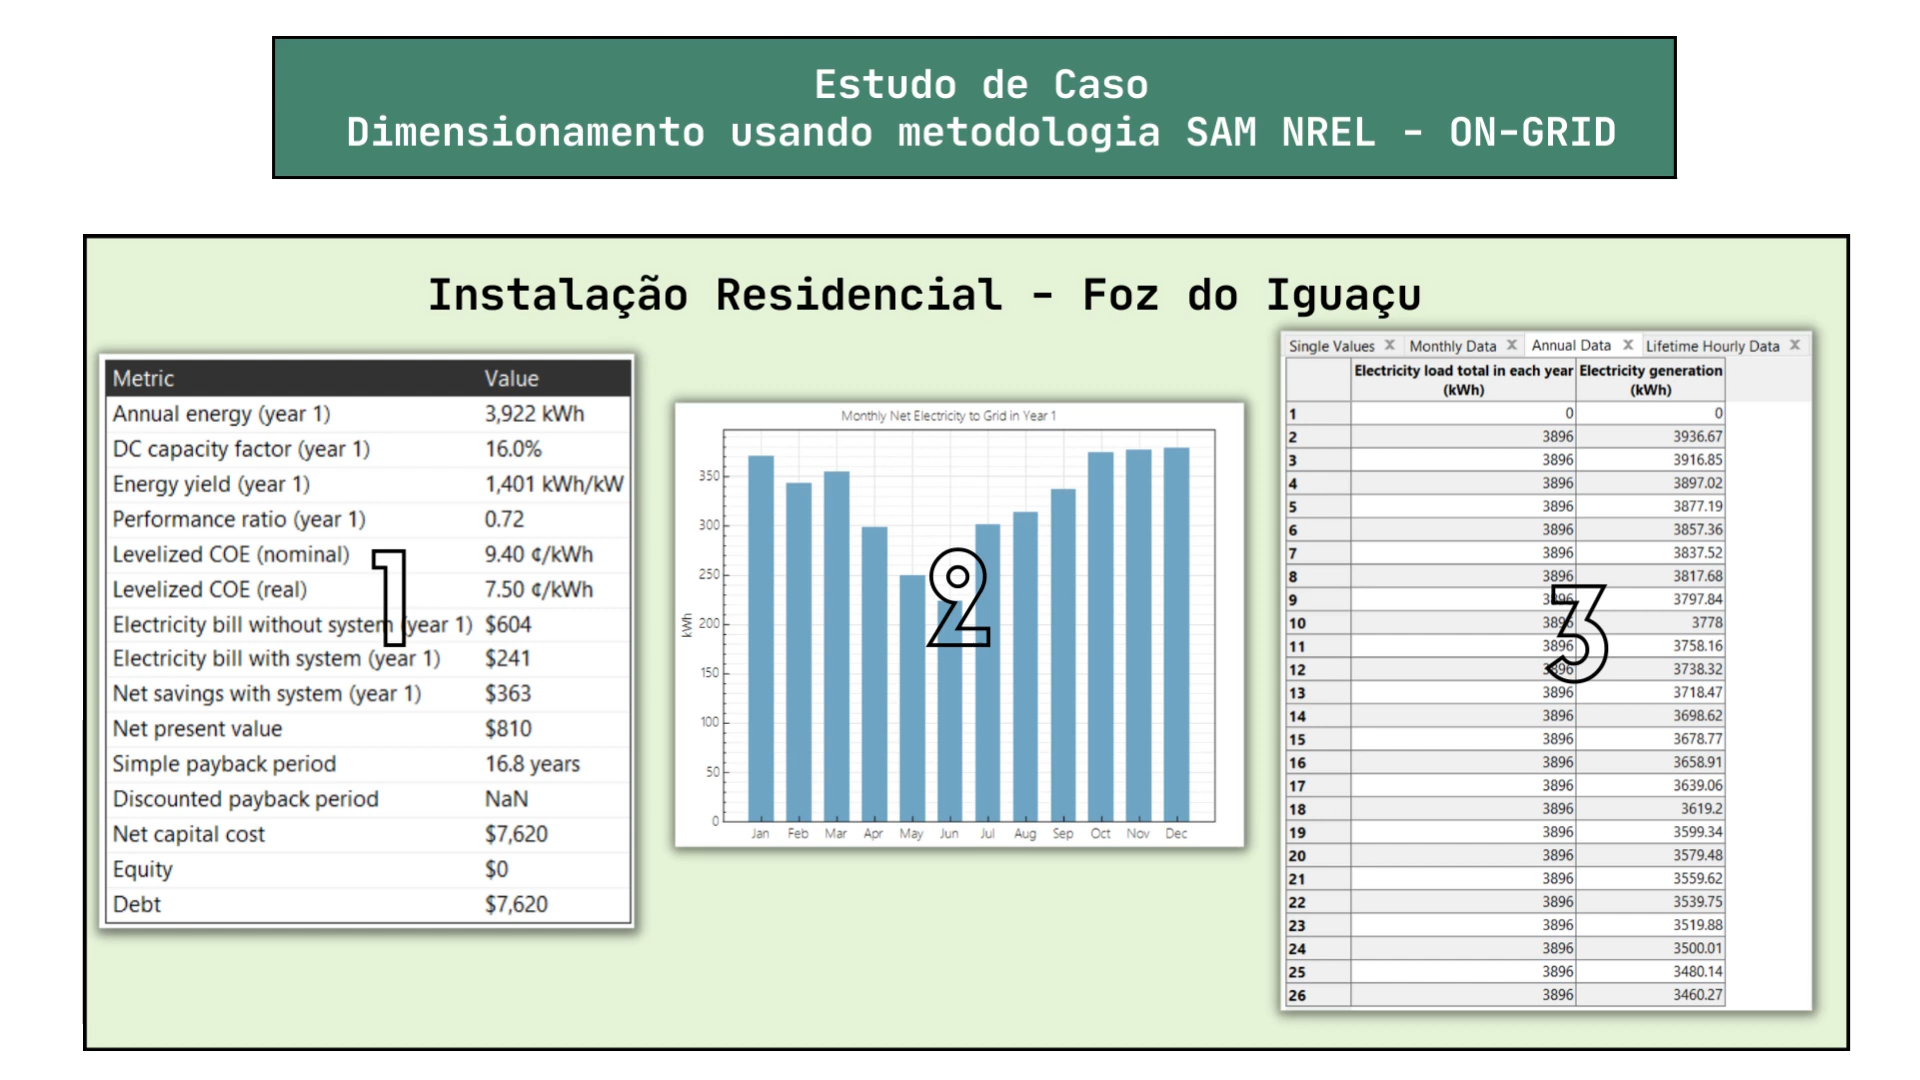 Estudo de Caso
Dimensionamento usando metodologia SAM NREL - ON-GRID
Instalação Residencial - Foz do Iguaçu
Metric Value
Annual energy (year 1) 3,922 kWh
DC capacity factor (year 1) 16.0%
Energy yield (year 1) 1,401 kWh/kW
Performance ratio (year 1) 0.72
Levelized COE (nominal) 9.40 ¢/kWh
Levelized COE (real) 7.50 ¢/kWh
Electricity bill without system (year 1) $604
Electricity bill with system (year 1) $241
Net savings with system (year 1) $363
Net present value $810
Simple payback period 16.8 years
Discounted payback period NaN
Net capital cost $7,620
Equity $0
Debt $7,620
1
Monthly Net Electricity to Grid in Year 1
kWh
350
300
250
200
150
100
50
0
Jan Feb Mar Apr May Jun Jul Aug Sep Oct Nov Dec
2
Single Values X Monthly Data X Annual Data X Lifetime Hourly Data X
Electricity load total in each year (kWh) Electricity generation (kWh)
1 0 0
2 3896 3936.67
3 3896 3916.85
4 3896 3897.02
5 3896 3877.19
6 3896 3857.36
7 3896 3837.52
8 3896 3817.68
9 3896 3797.84
10 3896 3778
11 3896 3758.16
12 3896 3738.32
13 3896 3718.47
14 3896 3698.62
15 3896 3678.77
16 3896 3658.91
17 3896 3639.06
18 3896 3619.2
19 3896 3599.34
20 3896 3579.48
21 3896 3559.62
22 3896 3539.75
23 3896 3519.88
24 3896 3500.01
25 3896 3480.14
26 3896 3460.27
3